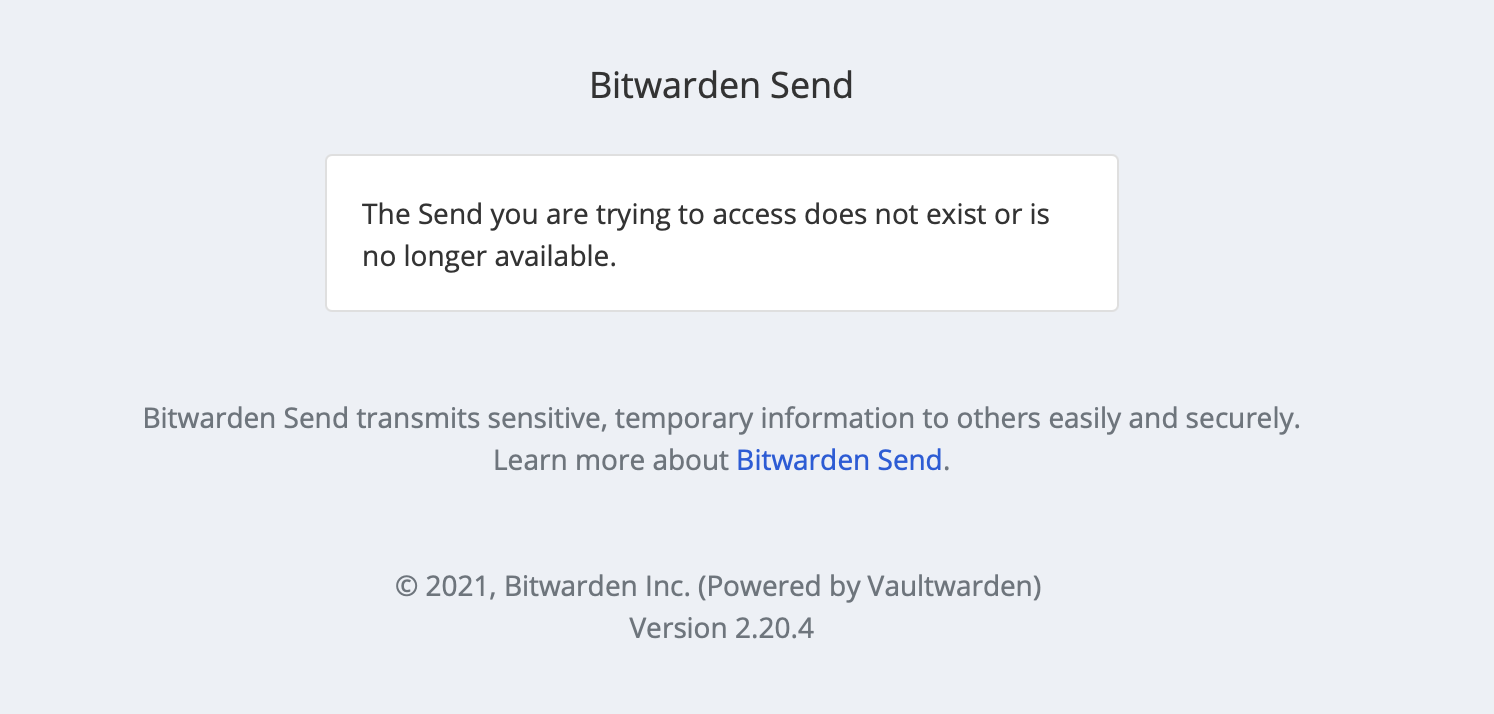 Bitwarden Send
The Send you are trying to access does not exist or is
no longer available.
Bitwarden Send transmits sensitive, temporary information to others easily and securely.
Learn more about Bitwarden Send.
© 2021, Bitwarden Inc. (Powered by Vaultwarden)
Version 2.20.4